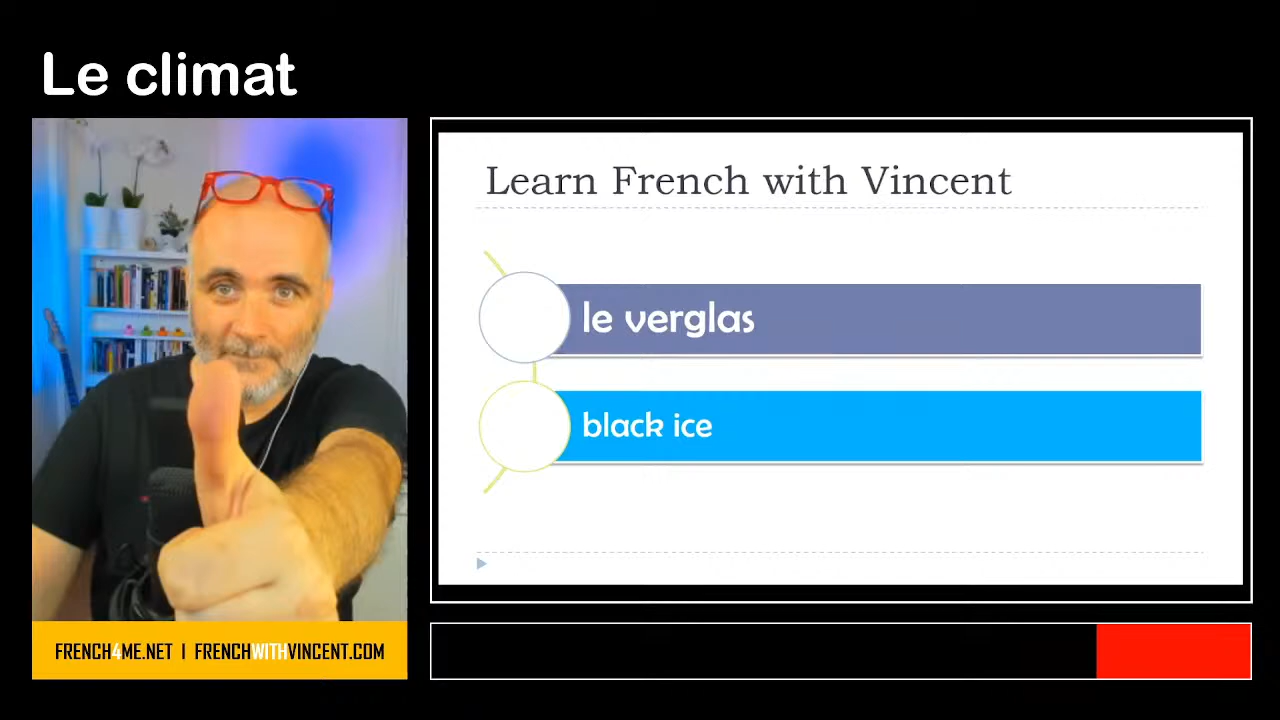 Le climat
Learn French with Vincent
le verglas
black ice
FRENCH4ME.NET | FRENCHWITHVINCENT.COM